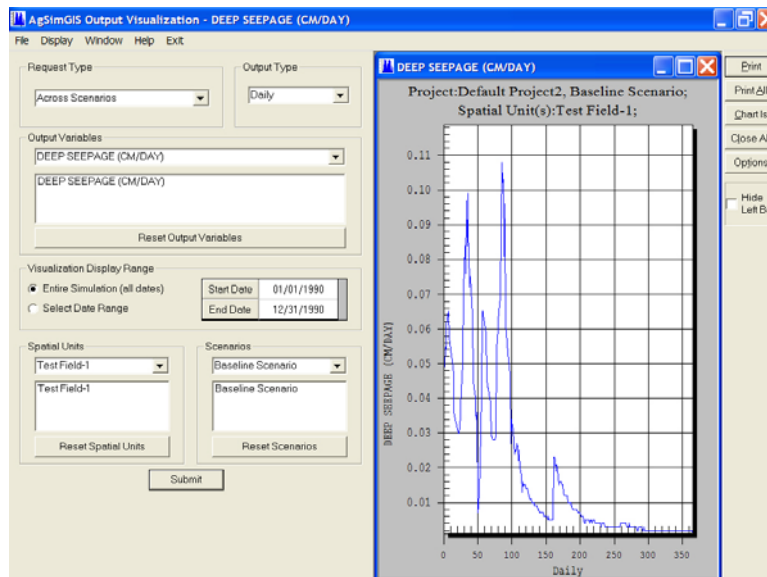 AgSimGIS Output Visualization - DEEP SEEPAGE (CM/DAY)
File Display Window Help Exit
Request Type
Across Scenarios
Output Type
Daily
Output Variables
DEEP SEEPAGE (CM/DAY)
DEEP SEEPAGE (CM/DAY)
Reset Output Variables
Visualization Display Range
Entire Simulation (all dates)
Select Date Range
Start Date 01/01/1990
End Date 12/31/1990
Spatial Units
Test Field-1
Test Field-1
Reset Spatial Units
Scenarios
Baseline Scenario
Baseline Scenario
Reset Scenarios
Submit
DEEP SEEPAGE (CM/DAY)
Project:Default Project2, Baseline Scenario;
Spatial Unit(s):Test Field-1;
DEEP SEEPAGE (CM/DAY)
0.11
0.10
0.09
0.08
0.07
0.06
0.05
0.04
0.03
0.02
0.01
0 50 100 150 200 250 300 350
Daily
Print
Print Al
Chart Is
Close Al
Options
Hide
Left B